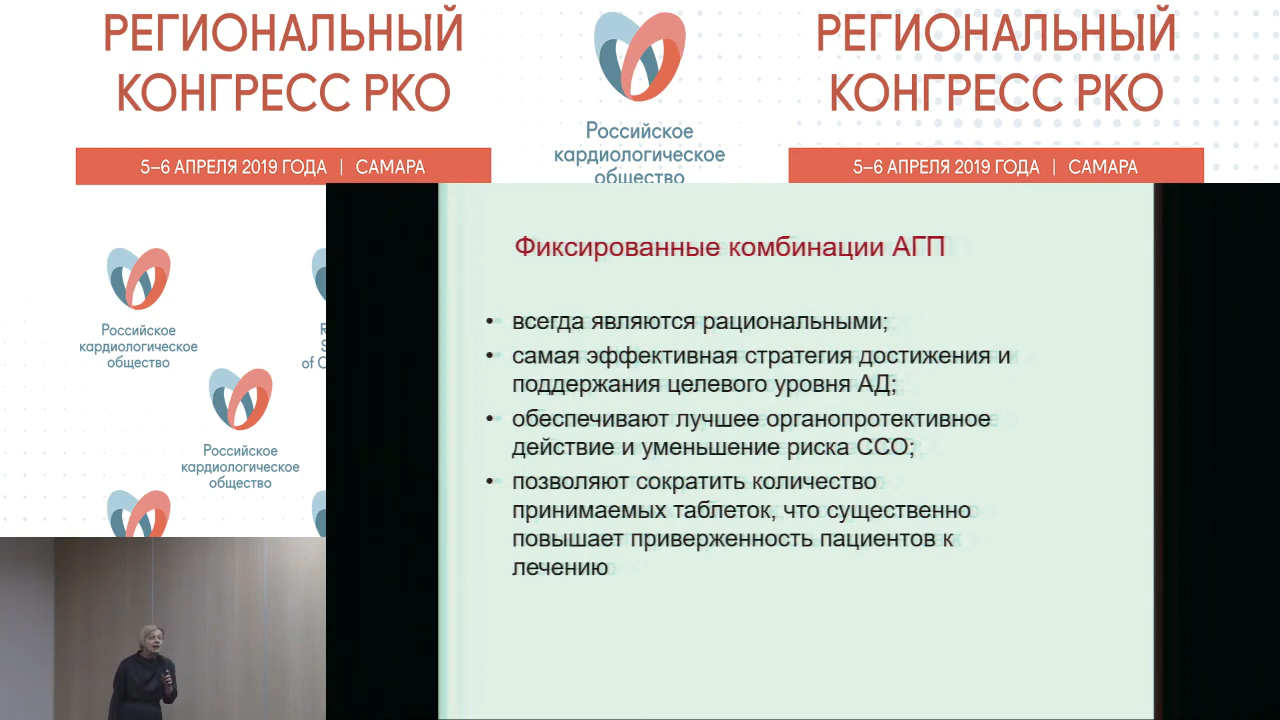 РЕГИОНАЛЬНЫЙ
КОНГРЕСС РКО
5–6 АПРЕЛЯ 2019 ГОДА | САМАРА
Российское
кардиологическое
общество
РЕГИОНАЛЬНЫЙ
КОНГРЕСС РКО
5–6 АПРЕЛЯ 2019 ГОДА | САМАРА
Российское
кардиологическое
общество
Российское
кардиологическое
общество
Фиксированные комбинации АГП
• всегда являются рациональными;
• самая эффективная стратегия достижения и
поддержания целевого уровня АД;
• обеспечивают лучшее органопротективное
действие и уменьшение риска ССО;
• позволяют сократить количество
принимаемых таблеток, что существенно
повышает приверженность пациентов к
лечению